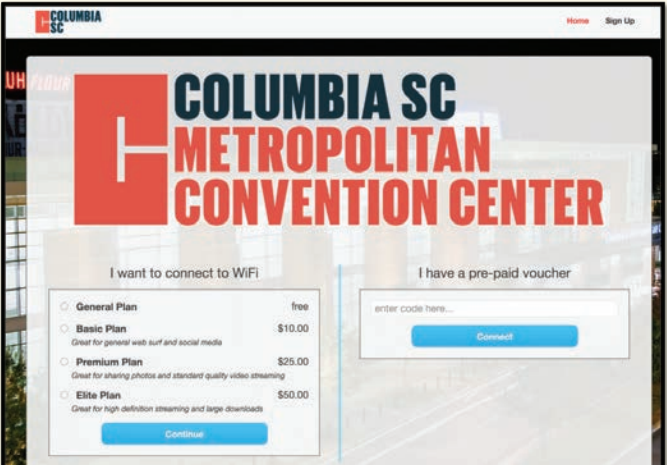 COLUMBIA
SC
Home Sign Up
COLUMBIA SC
METROPOLITAN
CONVENTION CENTER
I want to connect to WiFi
General Plan free
Basic Plan $10.00
Great for general web surf and social media
Premium Plan $25.00
Great for sharing photos and standard quality video streaming
Elite Plan $50.00
Great for high definition streaming and large downloads
Continue
I have a pre-paid voucher
enter code here...
Connect